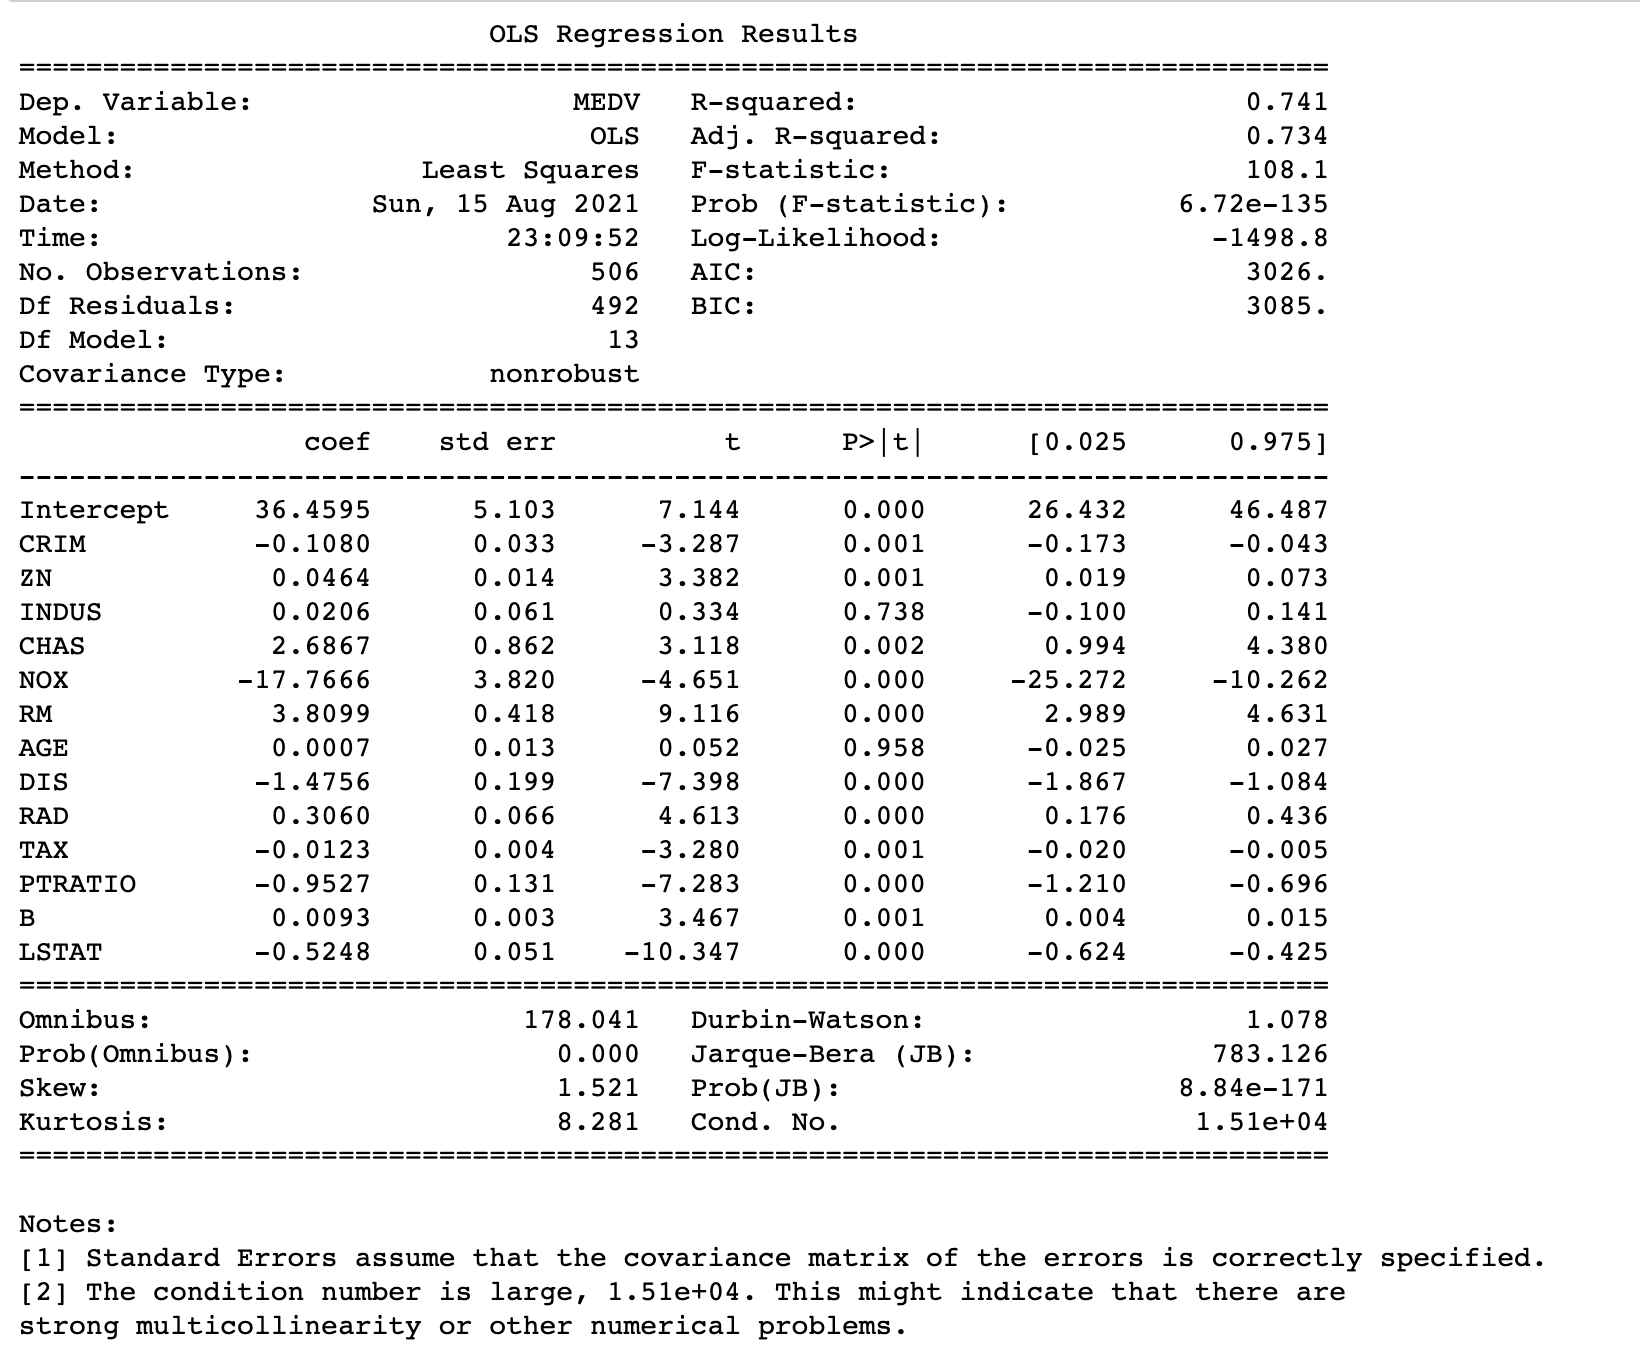 OLS Regression Results
==============================================================================
Dep. Variable:                   MEDV   R-squared:                       0.741
Model:                            OLS   Adj. R-squared:                  0.734
Method:                 Least Squares   F-statistic:                     108.1
Date:                Sun, 15 Aug 2021   Prob (F-statistic):          6.72e-135
Time:                        23:09:52   Log-Likelihood:                -1498.8
No. Observations:                 506   AIC:                             3026.
Df Residuals:                     492   BIC:                             3085.
Df Model:                          13
Covariance Type:            nonrobust
==============================================================================
                 coef    std err          t      P>|t|      [0.025      0.975]
------------------------------------------------------------------------------
Intercept     36.4595      5.103      7.144      0.000      26.432      46.487
CRIM          -0.1080      0.033     -3.287      0.001      -0.173      -0.043
ZN             0.0464      0.014      3.382      0.001       0.019       0.073
INDUS          0.0206      0.061      0.334      0.738      -0.100       0.141
CHAS           2.6867      0.862      3.118      0.002       0.994       4.380
NOX          -17.7666      3.820     -4.651      0.000     -25.272     -10.262
RM             3.8099      0.418      9.116      0.000       2.989       4.631
AGE            0.0007      0.013      0.052      0.958      -0.025       0.027
DIS           -1.4756      0.199     -7.398      0.000      -1.867      -1.084
RAD            0.3060      0.066      4.613      0.000       0.176       0.436
TAX           -0.0123      0.004     -3.280      0.001      -0.020      -0.005
PTRATIO       -0.9527      0.131     -7.283      0.000      -1.210      -0.696
B              0.0093      0.003      3.467      0.001       0.004       0.015
LSTAT         -0.5248      0.051    -10.347      0.000      -0.624      -0.425
==============================================================================
Omnibus:                      178.041   Durbin-Watson:                   1.078
Prob(Omnibus):                  0.000   Jarque-Bera (JB):              783.126
Skew:                           1.521   Prob(JB):                    8.84e-171
Kurtosis:                       8.281   Cond. No.                     1.51e+04
==============================================================================
Notes:
[1] Standard Errors assume that the covariance matrix of the errors is correctly specified.
[2] The condition number is large, 1.51e+04. This might indicate that there are
strong multicollinearity or other numerical problems.